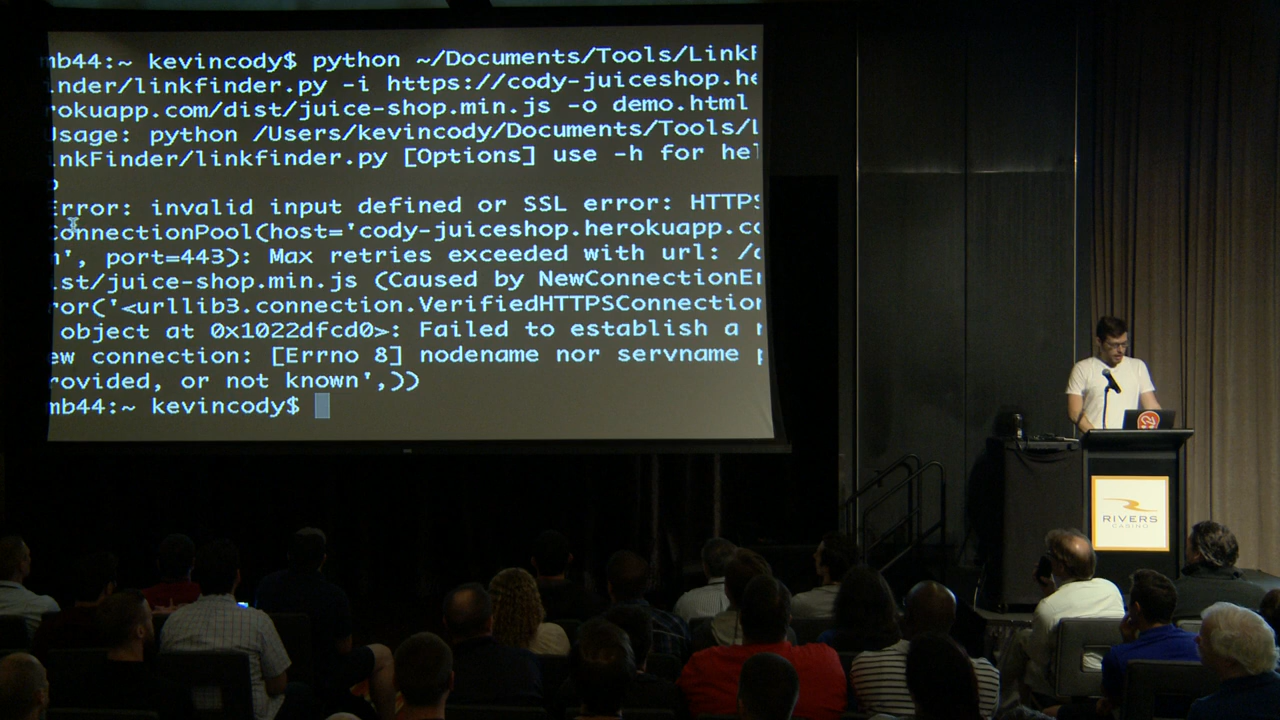 mb44:~ kevincody$ python ~/Documents/Tools/LinkF
inder/linkfinder.py -i https://cody-juiceshop.he
rokuapp.com/dist/juice-shop.min.js -o demo.html
Usage: python /Users/kevincody/Documents/Tools/L
inkFinder/linkfinder.py [Options] use -h for hel
p
Error: invalid input defined or SSL error: HTTPS
ConnectionPool(host='cody-juiceshop.herokuapp.co
m', port=443): Max retries exceeded with url: /d
ist/juice-shop.min.js (Caused by NewConnectionEr
ror('<urllib3.connection.VerifiedHTTPSConnection
object at 0x1022dfcd0>: Failed to establish a n
ew connection: [Errno 8] nodename nor servname p
rovided, or not known',))
mb44:~ kevincody$
RIVERS
CASINO